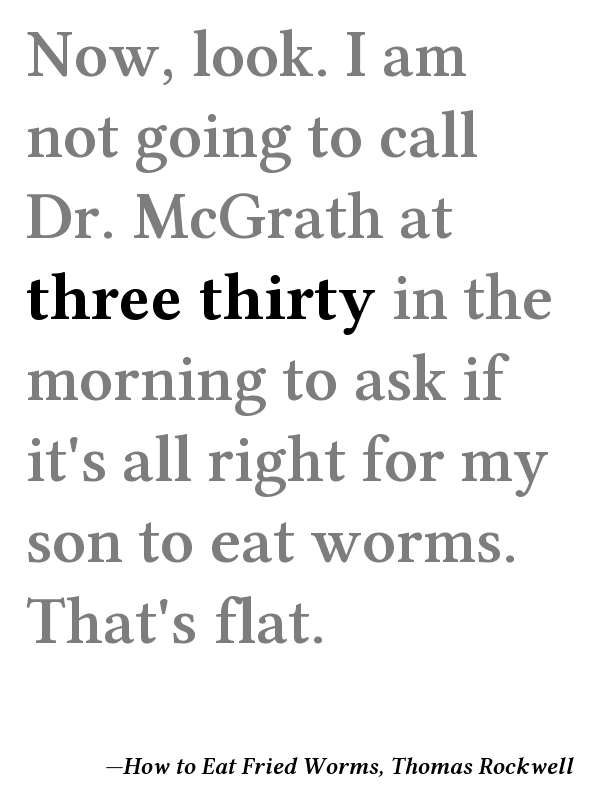 Now, look. I am
not going to call
Dr. McGrath at
three thirty in the
morning to ask if
it's all right for my
son to eat worms.
That's flat.
—How to Eat Fried Worms, Thomas Rockwell